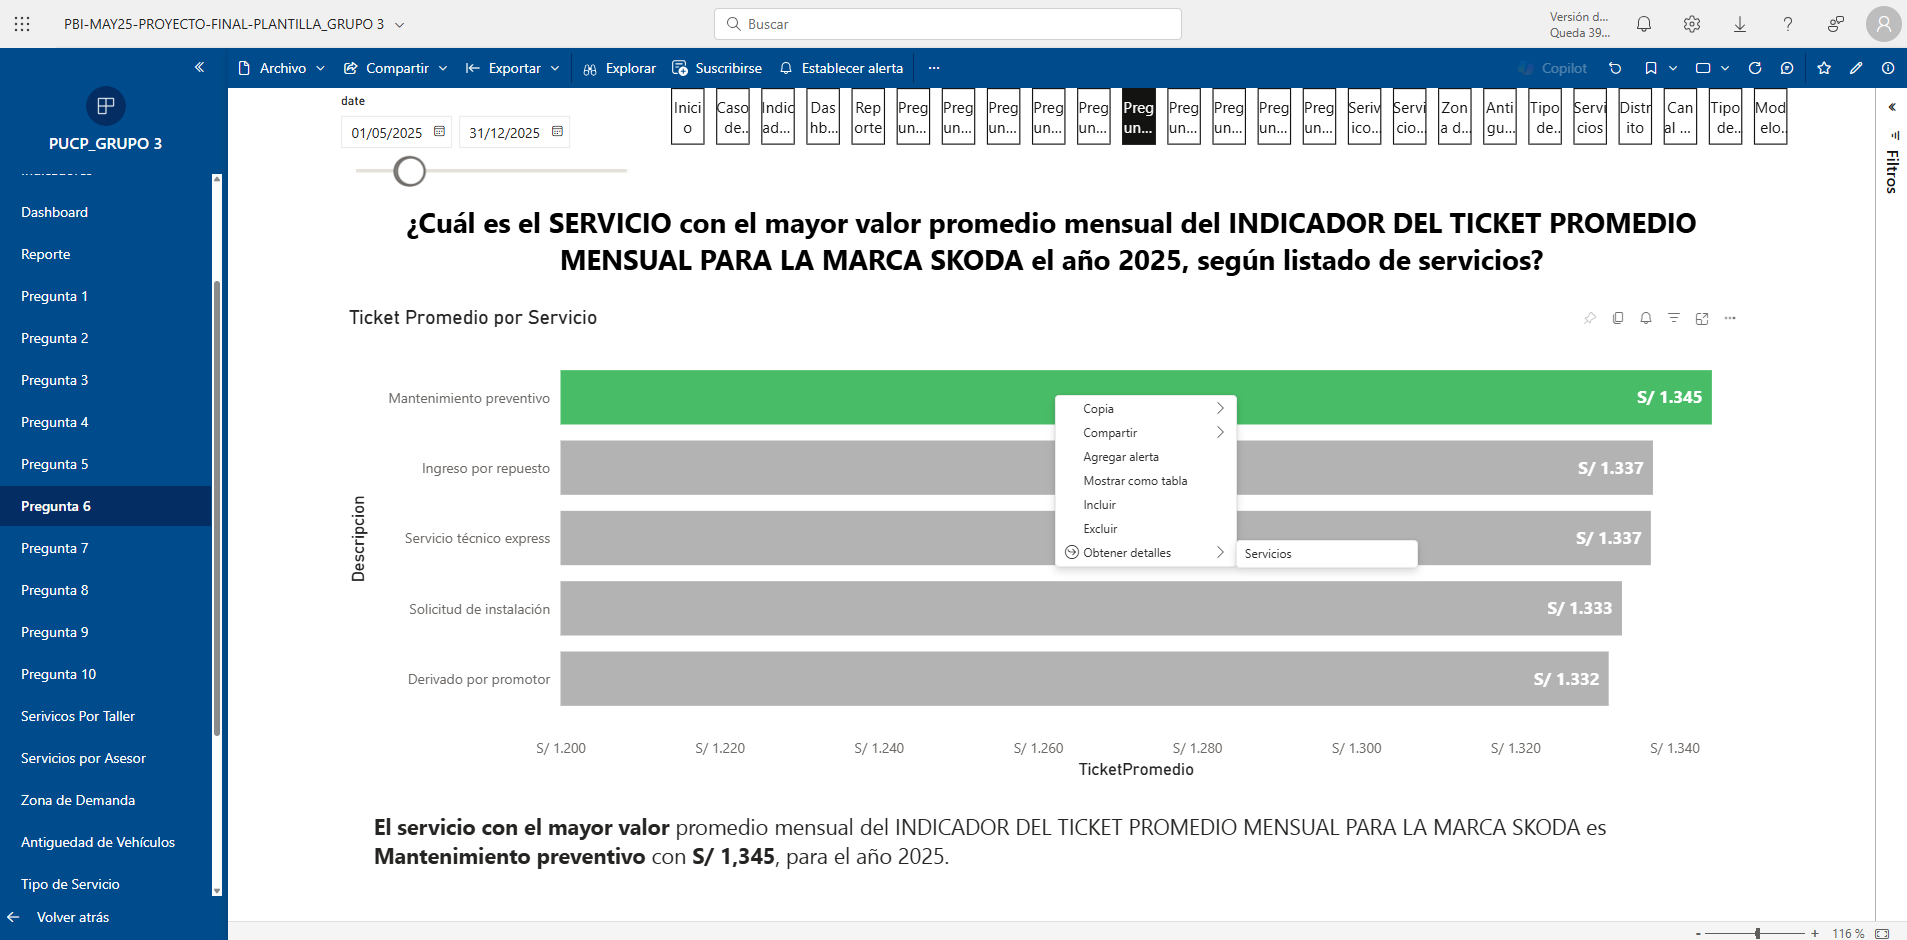 PBI-MAY25-PROYECTO-FINAL-PLANTILLA_GRUPO 3
Buscar
Versión d...
Queda 39...
Archivo
Compartir
Exportar
Explorar
Suscribirse
Establecer alerta
...
Copilot
PUCP_GRUPO 3
Dashboard
Reporte
Pregunta 1
Pregunta 2
Pregunta 3
Pregunta 4
Pregunta 5
Pregunta 6
Pregunta 7
Pregunta 8
Pregunta 9
Pregunta 10
Serivicos Por Taller
Servicios por Asesor
Zona de Demanda
Antiguedad de Vehículos
Tipo de Servicio
Volver atrás
date
01/05/2025
31/12/2025
Inici
o
Caso
de..
Indic
ad...
Das
hb...
Rep
orte
Preg
un...
Preg
un...
Preg
un...
Preg
un...
Preg
un...
Preg
un...
Preg
un...
Preg
un...
Preg
un...
Preg
un...
Seriv
ico...
Servi
cio...
Zon
a d...
Anti
gu...
Tipo
de..
Servi
cios
Distr
ito
Can
al ...
Tipo
de..
Mod
elo..
Filtros
¿Cuál es el SERVICIO con el mayor valor promedio mensual del INDICADOR DEL TICKET PROMEDIO
MENSUAL PARA LA MARCA SKODA el año 2025, según listado de servicios?
Ticket Promedio por Servicio
Descripcion
Mantenimiento preventivo
S/ 1.345
Ingreso por repuesto
S/ 1.337
Servicio técnico express
S/ 1.337
Solicitud de instalación
S/ 1.333
Derivado por promotor
S/ 1.332
Copia
Compartir
Agregar alerta
Mostrar como tabla
Incluir
Excluir
Obtener detalles
Servicios
S/ 1.200
S/ 1.220
S/ 1.240
S/ 1.260
S/ 1.280
S/ 1.300
S/ 1.320
S/ 1.340
TicketPromedio
El servicio con el mayor valor promedio mensual del INDICADOR DEL TICKET PROMEDIO MENSUAL PARA LA MARCA SKODA es
Mantenimiento preventivo con S/ 1,345, para el año 2025.
- + 116 %